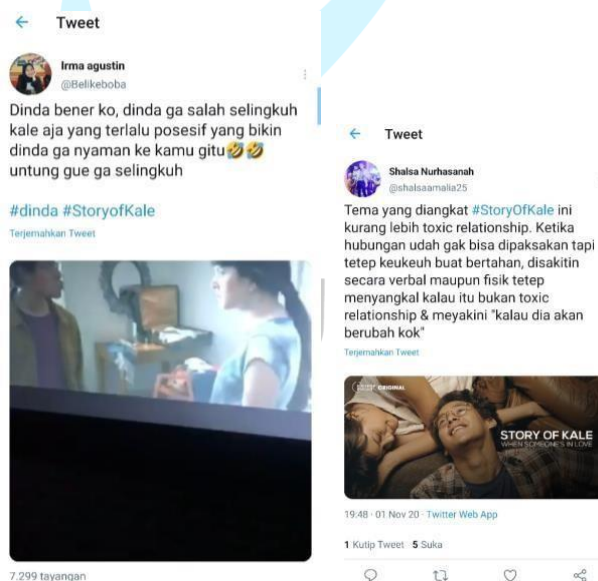 Tweet
Irma agustin
@Belikeboba
Dinda bener ko, dinda ga salah selingkuh
kale aja yang terlalu posesif yang bikin
dinda ga nyaman ke kamu gitu🤣🤣
untung gue ga selingkuh
#dinda #StoryofKale
Terjemahkan Tweet
7.299 tayangan
Tweet
Shalsa Nurhasanah
@shalsaamalia25
Tema yang diangkat #StoryOfKale ini
kurang lebih toxic relationship. Ketika
hubungan udah gak bisa dipaksakan tapi
tetep keukeuh buat bertahan, disakitin
secara verbal maupun fisik tetep
menyangkal kalau itu bukan toxic
relationship & meyakini "kalau dia akan
berubah kok"
Terjemahkan Tweet
ORIGINAL
STORY OF KALE
WHEN SOMEONE'S IN LOVE
19:48 · 01 Nov 20 · Twitter Web App
1 Kutip Tweet 5 Suka